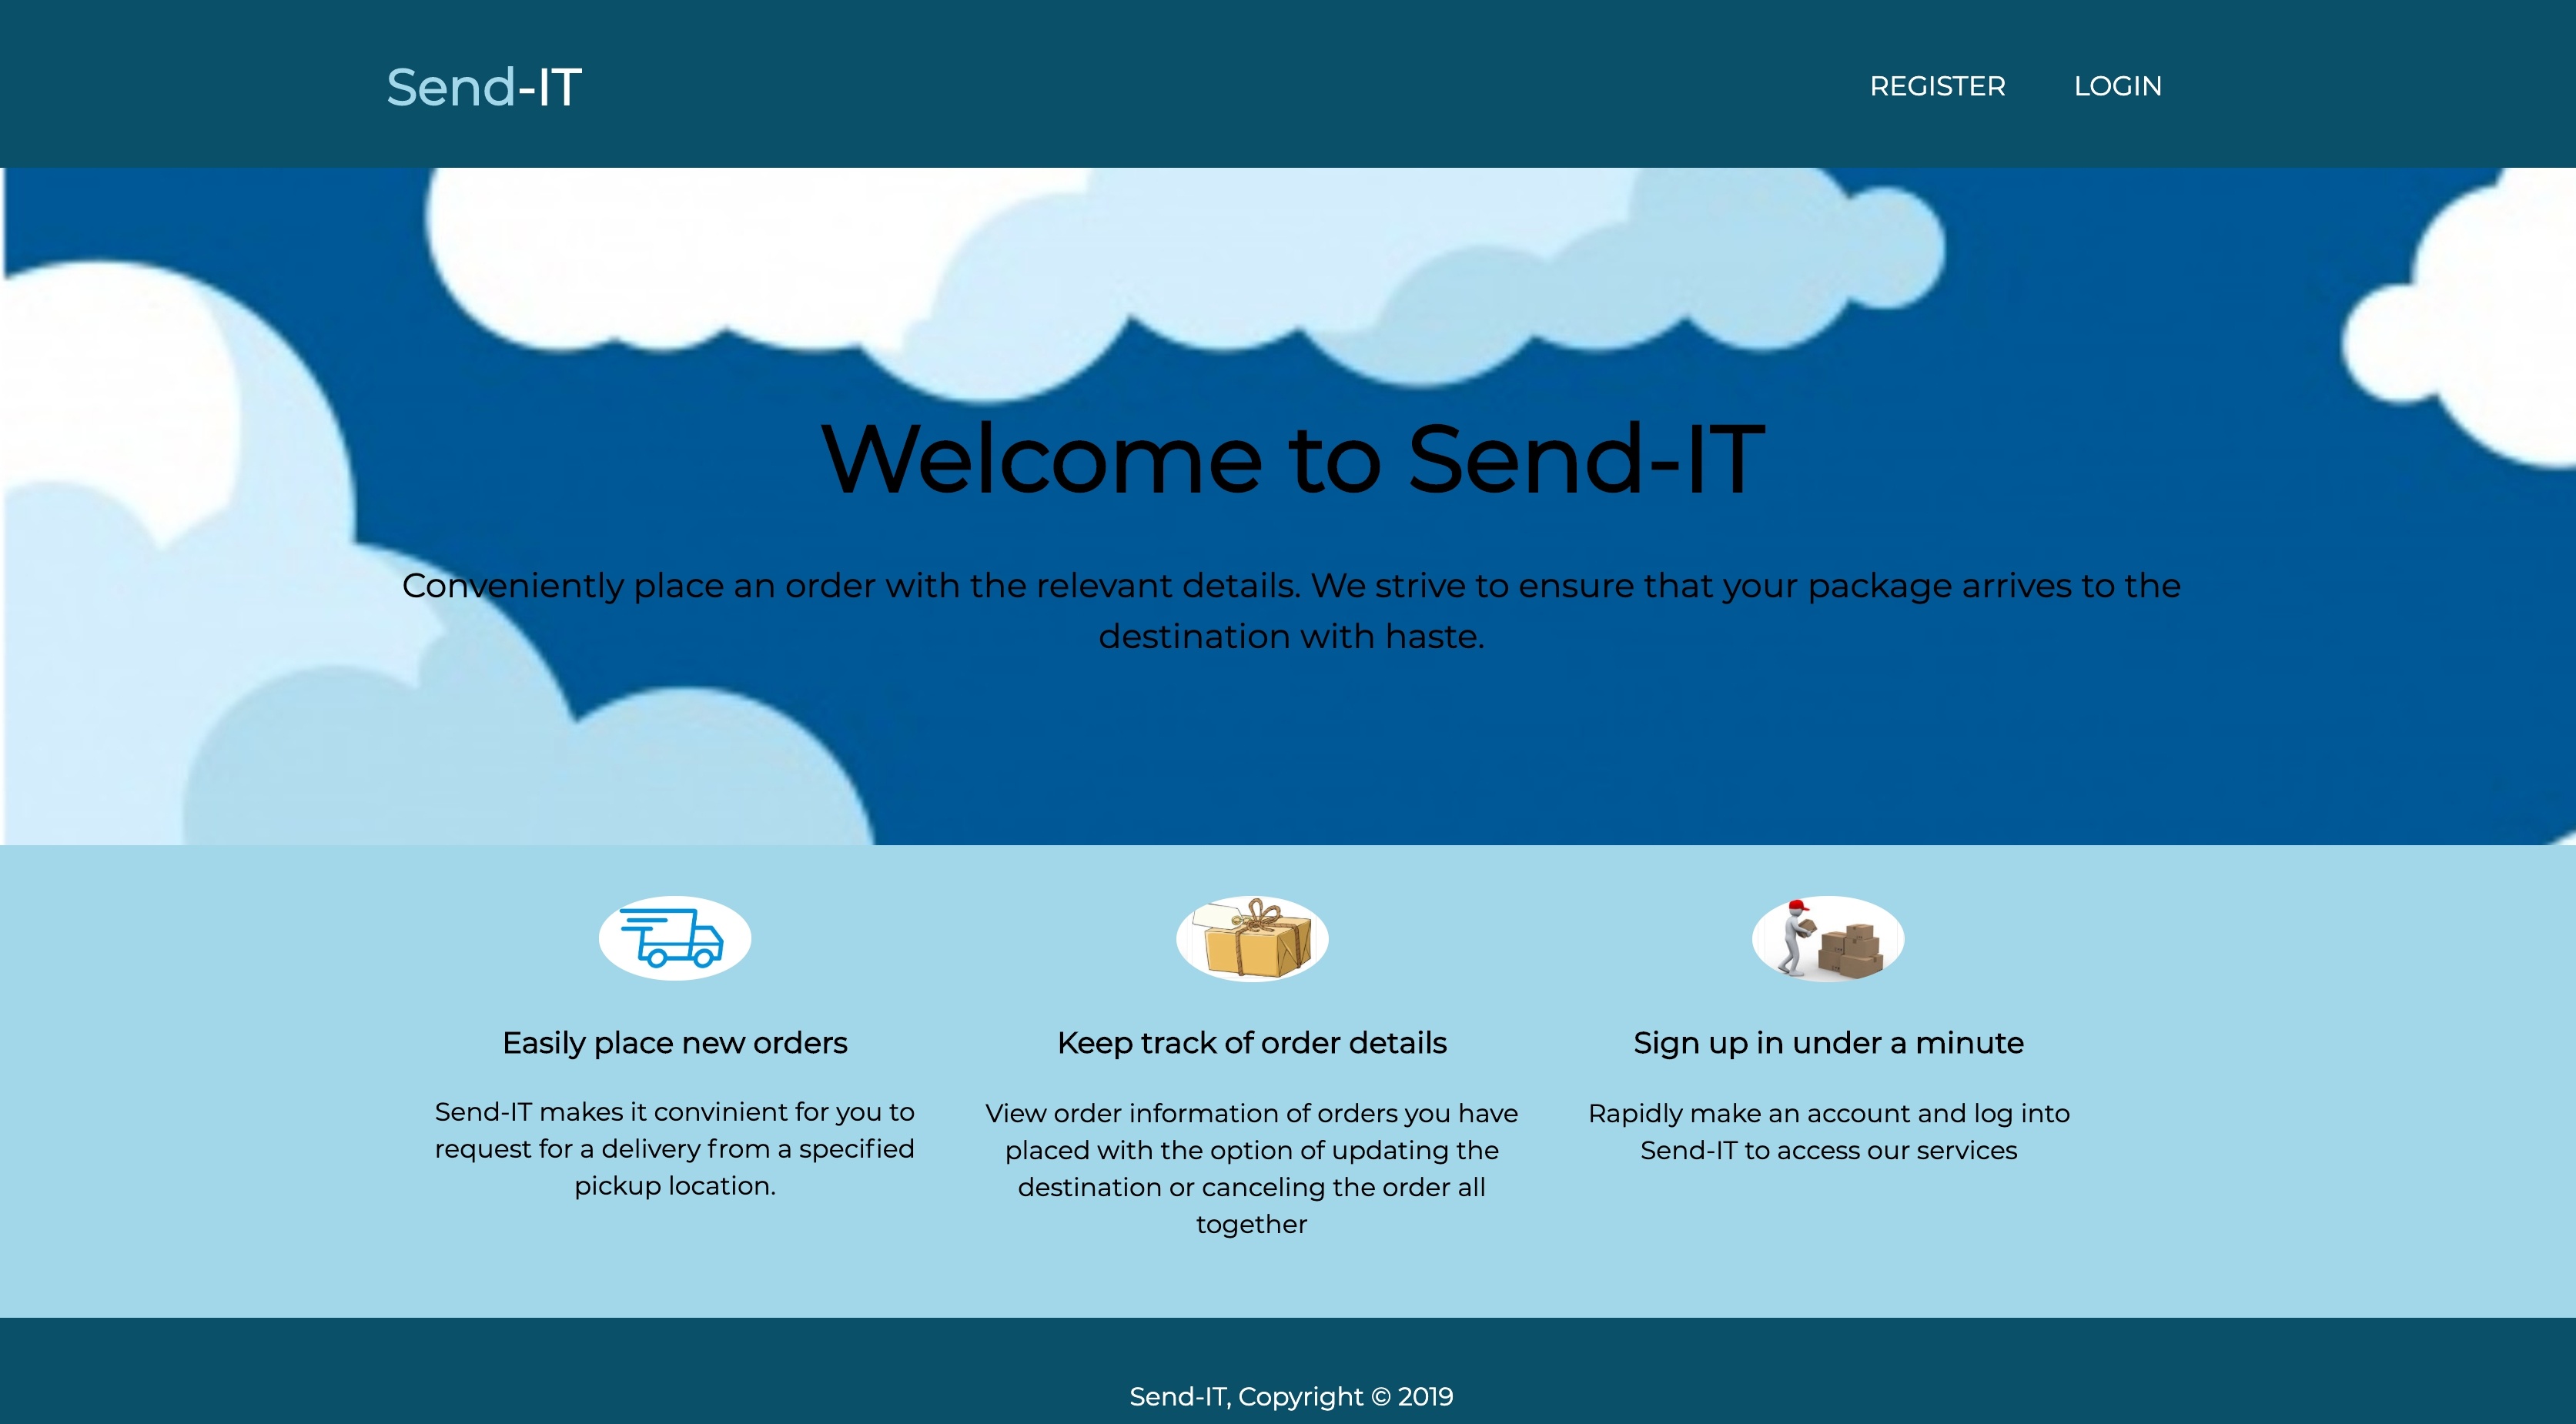 Send-IT
REGISTER
LOGIN
Welcome to Send-IT
Conveniently place an order with the relevant details. We strive to ensure that your package arrives to the
destination with haste.
Easily place new orders
Send-IT makes it convinient for you to
request for a delivery from a specified
pickup location.
Keep track of order details
View order information of orders you have
placed with the option of updating the
destination or canceling the order all
together
Sign up in under a minute
Rapidly make an account and log into
Send-IT to access our services
Send-IT, Copyright © 2019